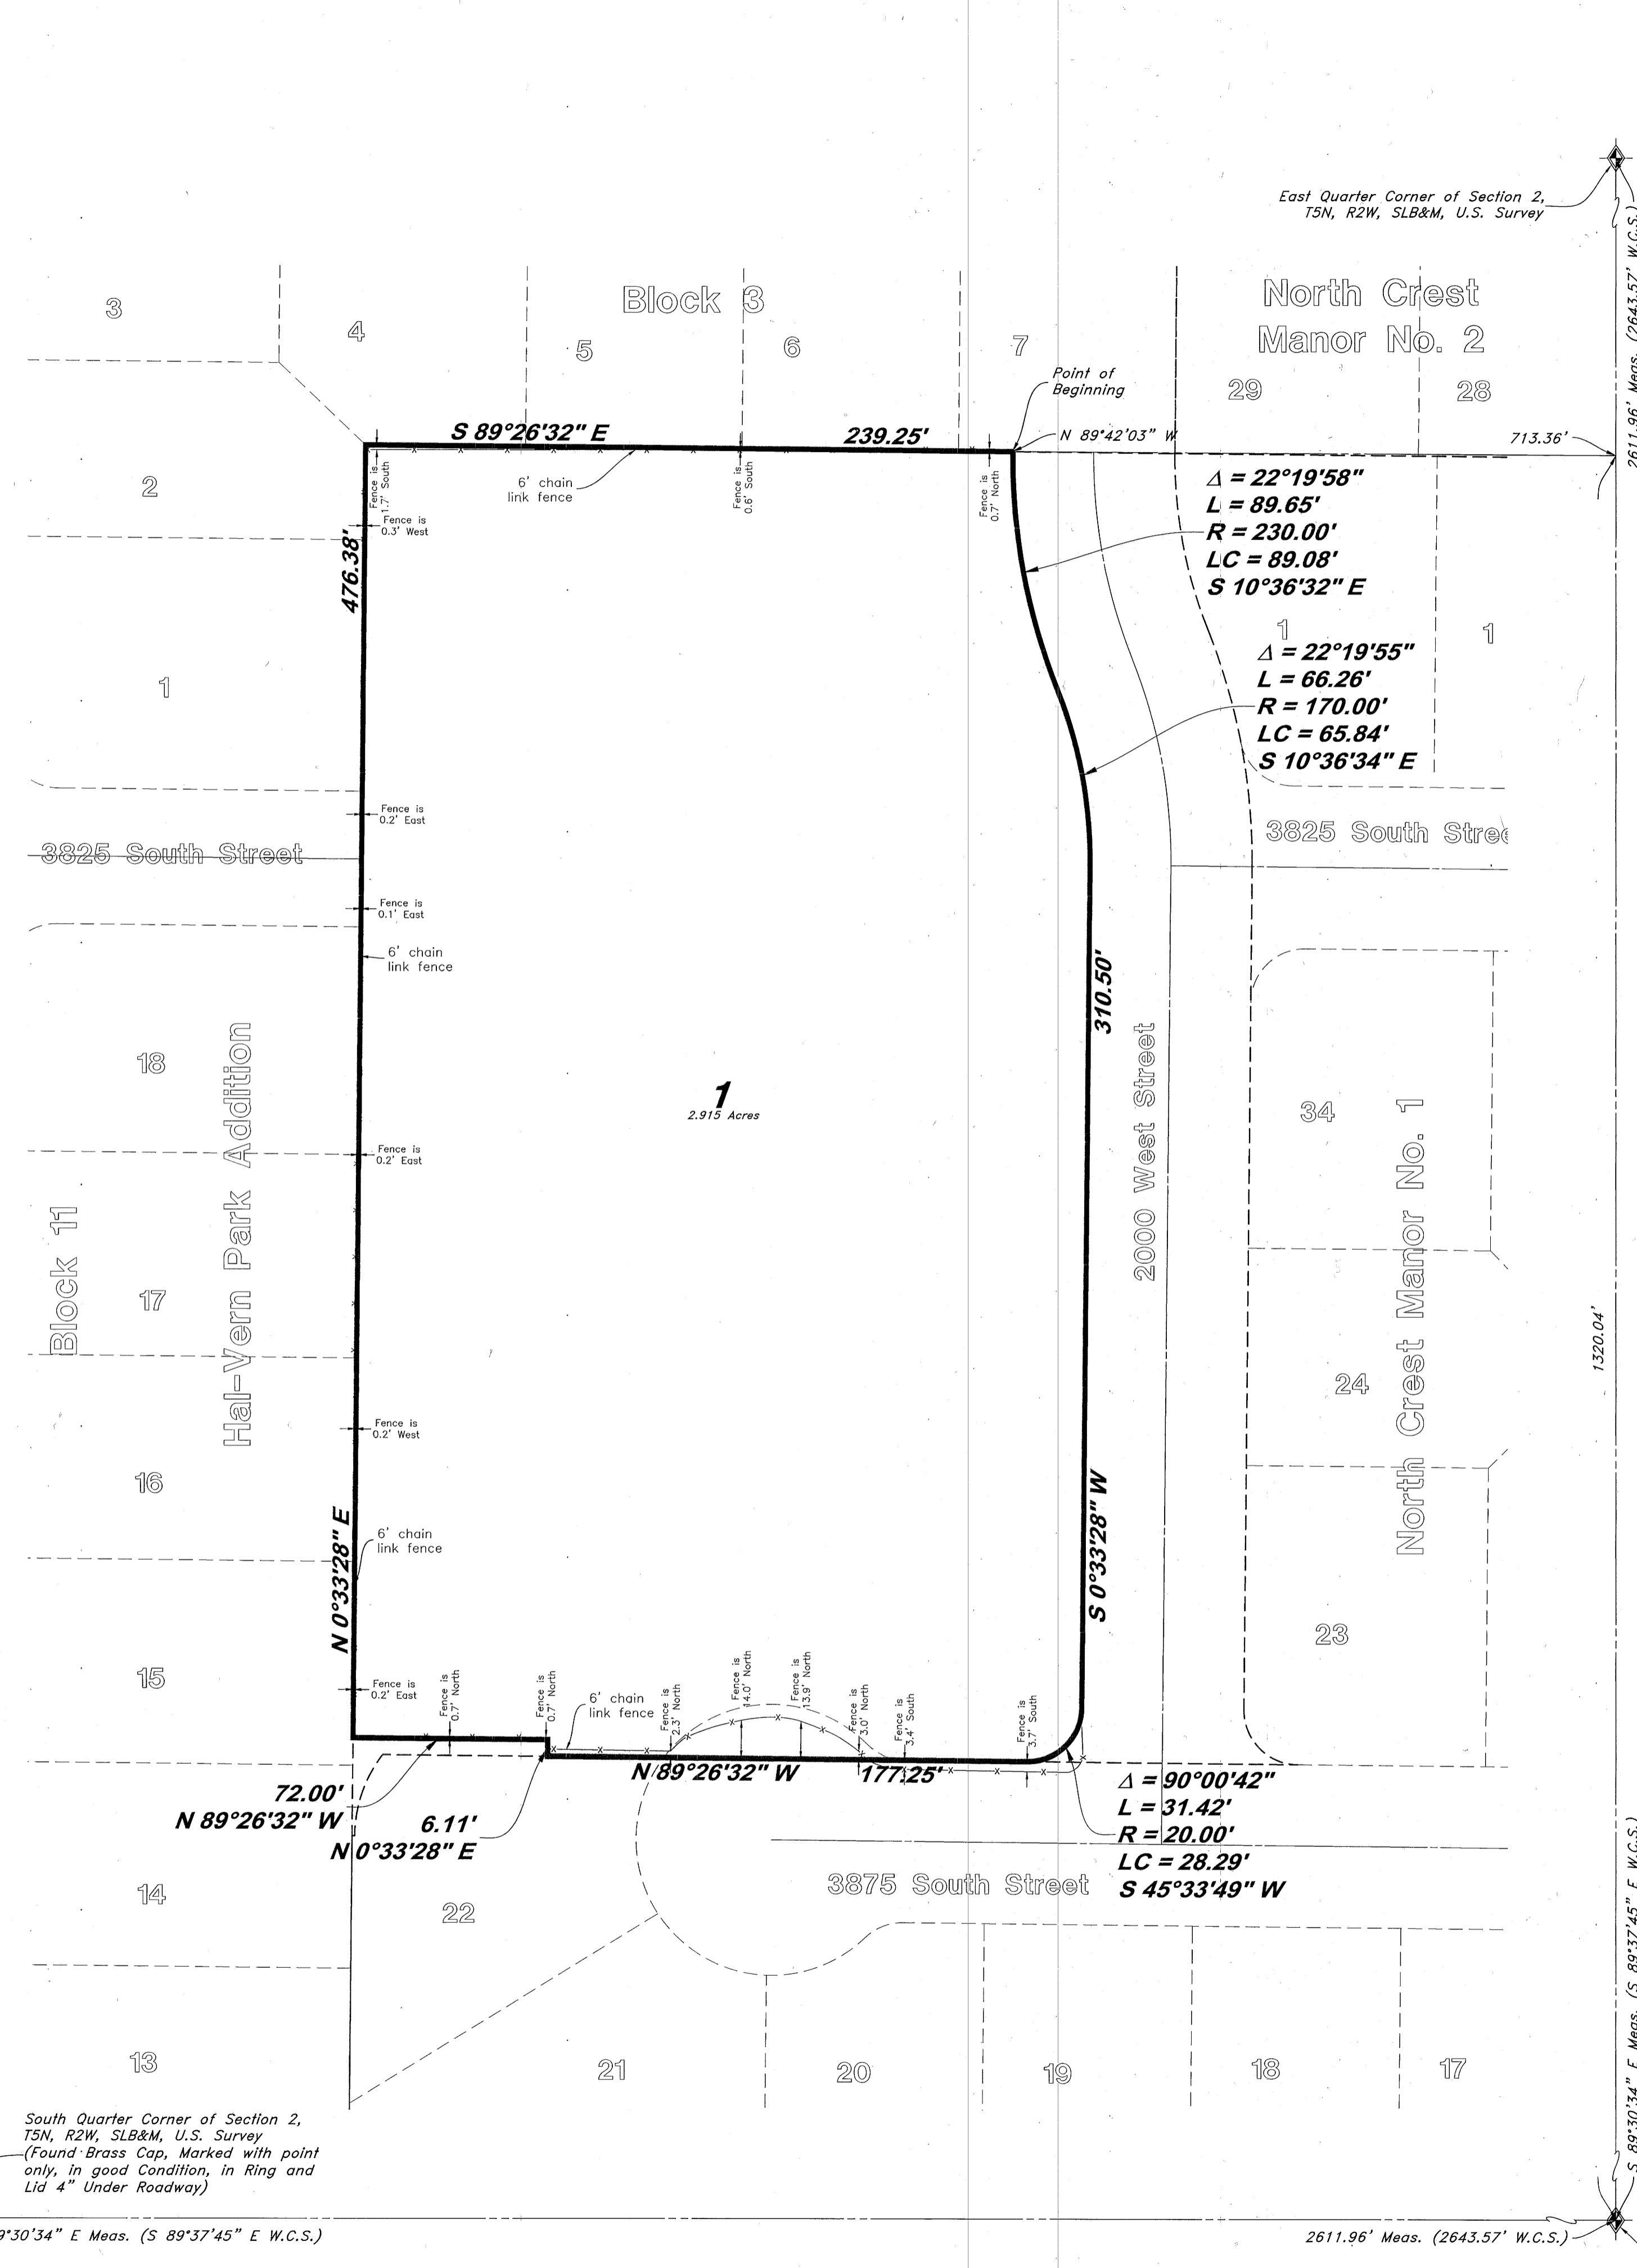 East Quarter Corner of Section 2,
T5N, R2W, SLB&M, U.S. Survey
2611.96' Meas. (2643.57' W.C.S.)
Block 3
North Crest
Manor No. 2
3
4
5
6
7
29
28
Point of
Beginning
S 89°26'32" E
239.25'
N 89°42'03" W
713.36'
2
6' chain
link fence
Fence is
1.7' South
Fence is
0.6' South
Fence is
0.7' North
Fence is
0.3' West
476.38'
Δ = 22°19'58"
L = 89.65'
R = 230.00'
LC = 89.08'
S 10°36'32" E
1
1
1
Δ = 22°19'55"
L = 66.26'
R = 170.00'
LC = 65.84'
S 10°36'34" E
Fence is
0.2' East
3825 South Street
3825 South Stree
Fence is
0.1' East
6' chain
link fence
310.50'
18
Hal-Vern Park Addition
1
2.915 Acres
2000 West Street
34
North Crest Manor No. 1
Fence is
0.2' East
Block 11
17
1320.04'
24
Fence is
0.2' West
16
N 0°33'28" E
6' chain
link fence
S 0°33'28" W
23
15
Fence is
0.2' East
Fence is
0.7' North
Fence is
0.7' North
6' chain
link fence
Fence is
2.3' North
Fence is
14.0' North
Fence is
13.9' North
Fence is
3.0' North
Fence is
3.4' South
Fence is
3.7' South
N 89°26'32" W
177.25'
72.00'
N 89°26'32" W
6.11'
N 0°33'28" E
Δ = 90°00'42"
L = 31.42'
R = 20.00'
LC = 28.29'
S 45°33'49" W
3875 South Street
14
22
13
21
20
19
18
17
S 89°30'34" E Meas. (S 89°37'45" E W.C.S.)
South Quarter Corner of Section 2,
T5N, R2W, SLB&M, U.S. Survey
(Found Brass Cap, Marked with point
only, in good Condition, in Ring and
Lid 4" Under Roadway)
9°30'34" E Meas. (S 89°37'45" E W.C.S.)
2611.96' Meas. (2643.57' W.C.S.)